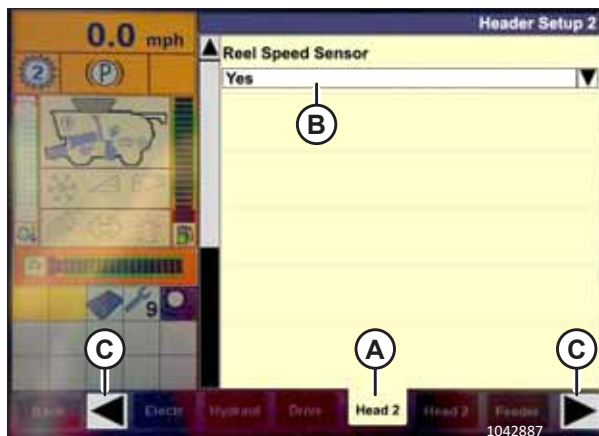 Header Setup 2
0.0 mph
Reel Speed Sensor
2
P
Yes
B
9
C
A
C
Back
Electr
Hydraul
Drive
Head 2
Head 2
Feeder
1042887